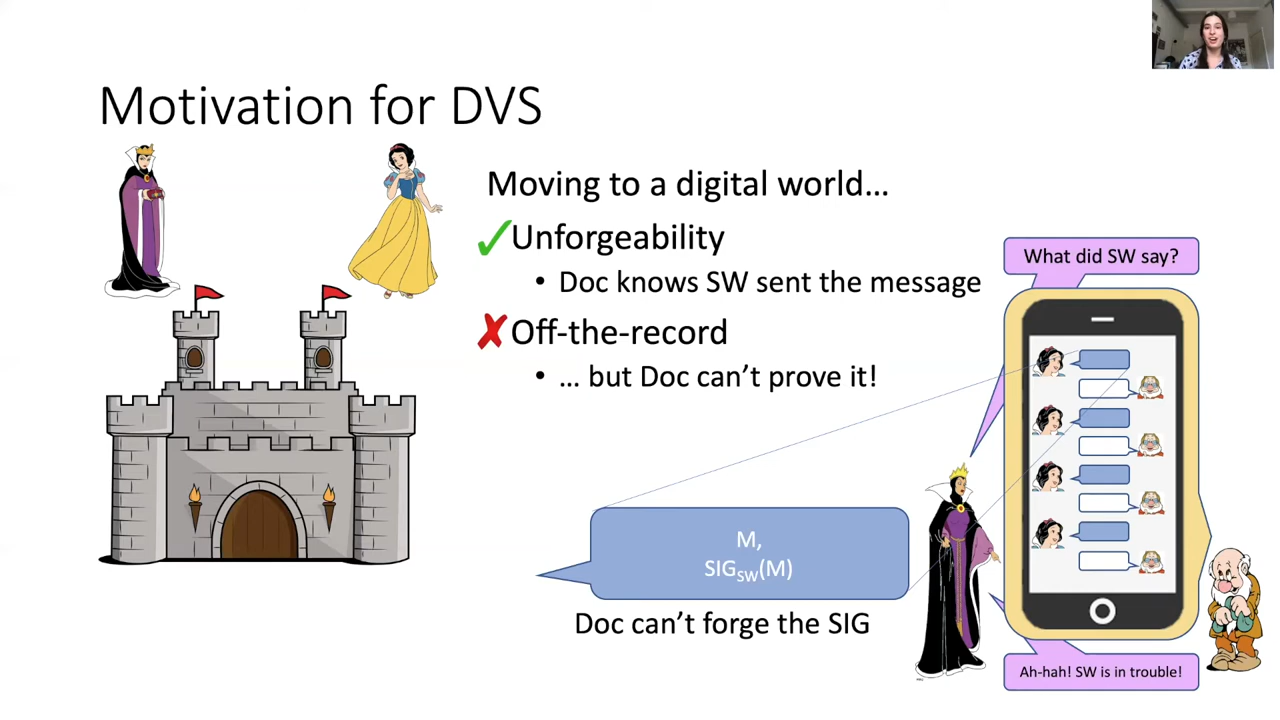 Motivation for DVS
Moving to a digital world...
✓Unforgeability
• Doc knows SW sent the message
✗Off-the-record
• ... but Doc can't prove it!
What did SW say?
M,
SIG_SW(M)
Doc can't forge the SIG
Ah-hah! SW is in trouble!